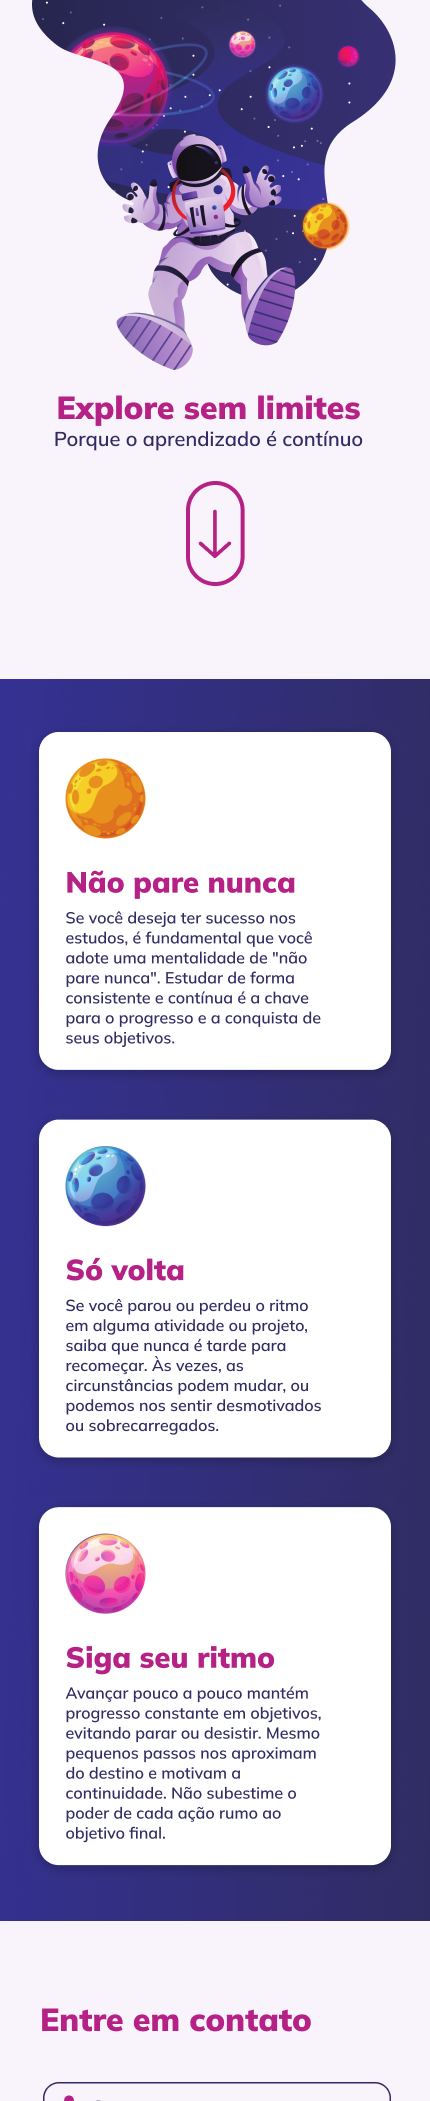 Explore sem limites
Porque o aprendizado é contínuo
Não pare nunca
Se você deseja ter sucesso nos
estudos, é fundamental que você
adote uma mentalidade de "não
pare nunca". Estudar de forma
consistente e contínua é a chave
para o progresso e a conquista de
seus objetivos.
Só volta
Se você parou ou perdeu o ritmo
em alguma atividade ou projeto,
saiba que nunca é tarde para
recomeçar. Às vezes, as
circunstâncias podem mudar, ou
podemos nos sentir desmotivados
ou sobrecarregados.
Siga seu ritmo
Avançar pouco a pouco mantém
progresso constante em objetivos,
evitando parar ou desistir. Mesmo
pequenos passos nos aproximam
do destino e motivam a
continuidade. Não subestime o
poder de cada ação rumo ao
objetivo final.
Entre em contato